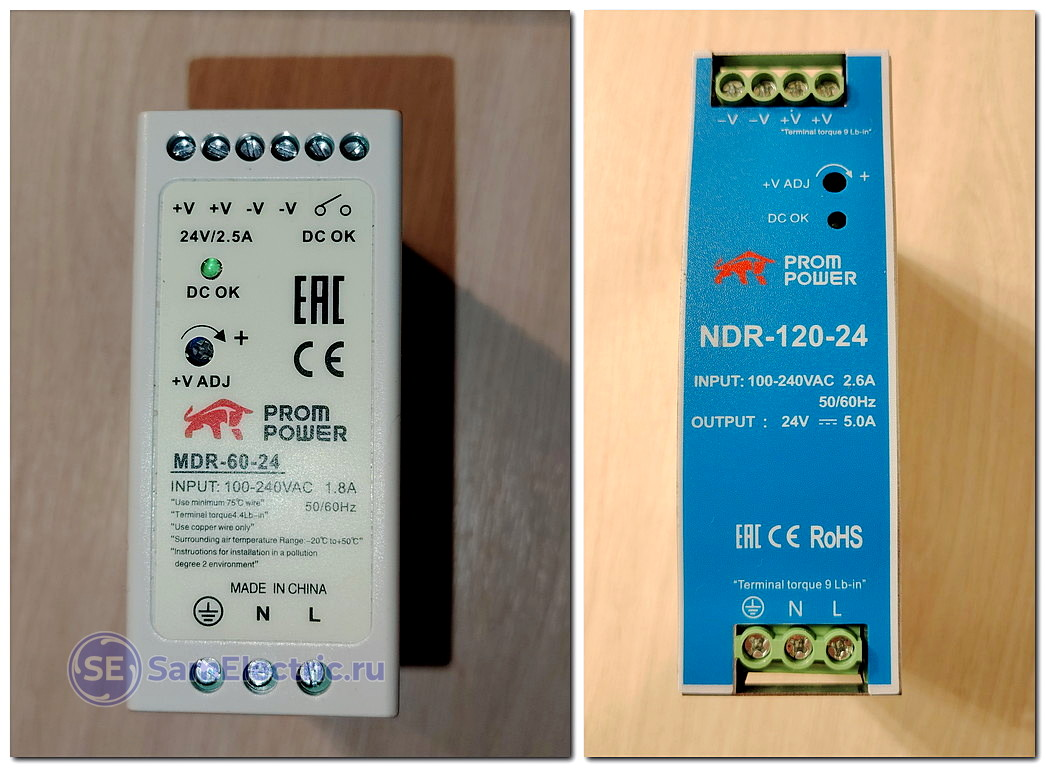 +V +V -V -V
24V/2.5A DC OK
DC OK
EAC
CE
+
+V ADJ
PROM
POWER
MDR-60-24
INPUT: 100-240VAC 1.8A
50/60Hz
"Use minimum 75℃ wire"
"Terminal torque4.4Lb-in"
"Use copper wire only"
"Surrounding air temperature Range:-20℃ to+50℃"
"Instruotions for installation in a pollution
degree 2 environment"
MADE IN CHINA
N L
SE SamElectric.ru
-V -V +V +V
"Terminal torque 9 Lb-in"
+V ADJ +
DC OK
PROM
POWER
NDR-120-24
INPUT: 100-240VAC 2.6A
50/60Hz
OUTPUT : 24V 5.0A
EAC CE RoHS
"Terminal torque 9 Lb-in"
N L